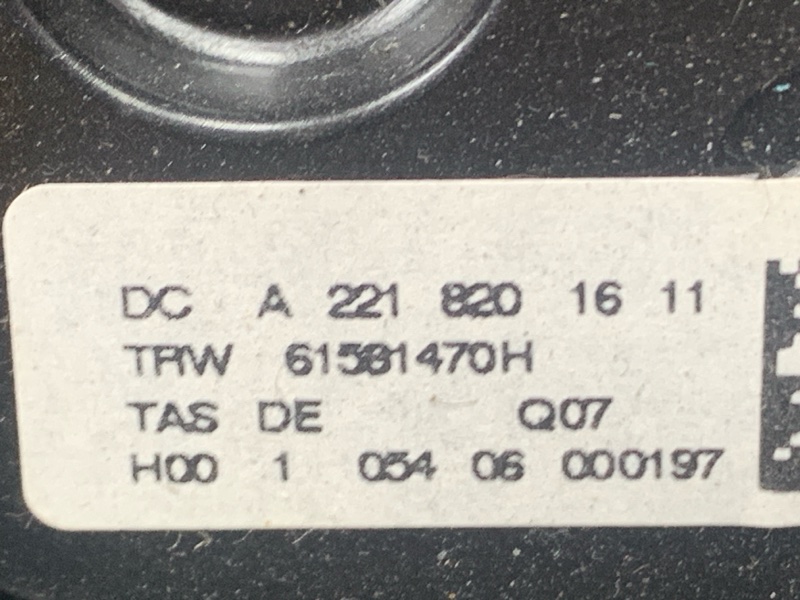 DC A 221 820 16 11
TRW 61581470H
TAS DE Q07
H00 1 054 06 000197